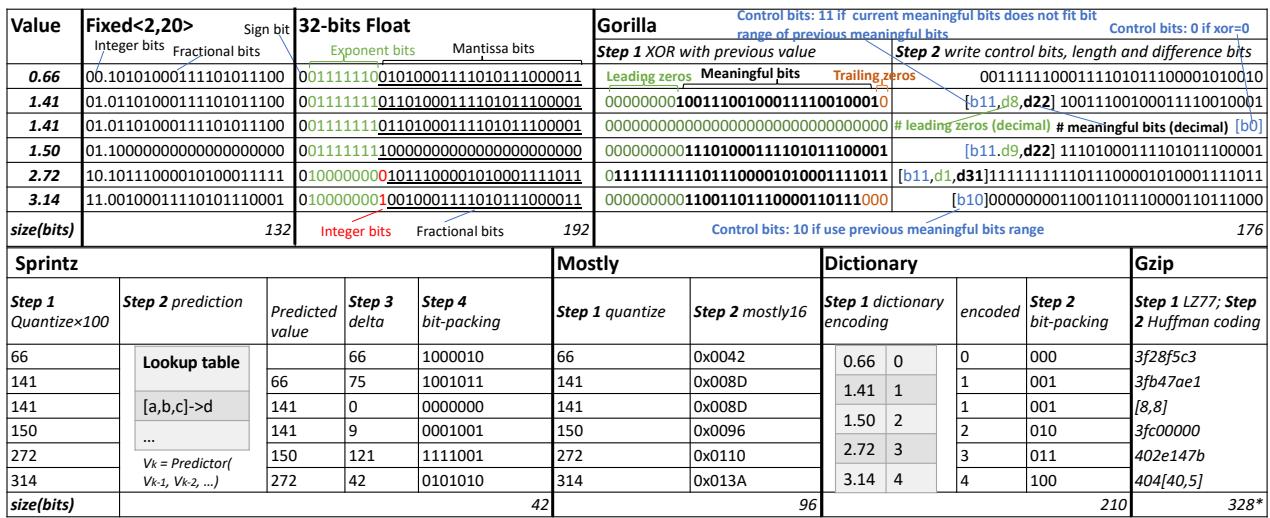 Value Fixed<2,20> Sign bit 32-bits Float Gorilla
Control bits: 11 if current meaningful bits does not fit bit
range of previous meaningful bits
Control bits: 0 if xor=0
Integer bits Fractional bits Exponent bits Mantissa bits
Step 1 XOR with previous value Step 2 write control bits, length and difference bits
Leading zeros Meaningful bits Trailing zeros
0.66 00.10101000111101011100 00111111001010001111010111000011 001111111000111101011100001010010
1.41 01.01101000111101011100 00111111101101000111101011100001 00000000100111001000111100100010 [b11,d8,d22] 10011100100011110010001
1.41 01.01101000111101011100 00111111101101000111101011100001 00000000000000000000000000000000 # leading zeros (decimal) # meaningful bits (decimal) [b0]
1.50 01.10000000000000000000 00111111110000000000000000000000 00000000011101000111101011100001 [b11.d9,d22] 11101000111101011100001
2.72 10.10111000010100011111 01000000001011100001010001111011 01111111111011100001010001111011 [b11,d1,d31]1111111111011100001010001111011
3.14 11.00100011110101110001 01000000010010001111010111000011 00000000011001101110000110111000 [b10]0000000011001101110000110111000
size(bits) 132 Integer bits Fractional bits 192 Control bits: 10 if use previous meaningful bits range 176
Sprintz Mostly Dictionary Gzip
Step 1 Quantize×100 Step 2 prediction Predicted value Step 3 delta Step 4 bit-packing Step 1 quantize Step 2 mostly16 Step 1 dictionary encoding encoded Step 2 bit-packing Step 1 LZ77; Step 2 Huffman coding
66 Lookup table 66 1000010 66 0x0042 0.66 0 0 000 3f28f5c3
141 66 75 1001011 141 0x008D 1.41 1 1 001 3fb47ae1
141 [a,b,c]->d 141 0 0000000 141 0x008D 1 001 [8,8]
150 ... 141 9 0001001 150 0x0096 1.50 2 2 010 3fc00000
272 Vk = Predictor( 150 121 1111001 272 0x0110 2.72 3 3 011 402e147b
314 Vk-1, Vk-2, ...) 272 42 0101010 314 0x013A 3.14 4 4 100 404[40,5]
size(bits) 42 96 210 328*